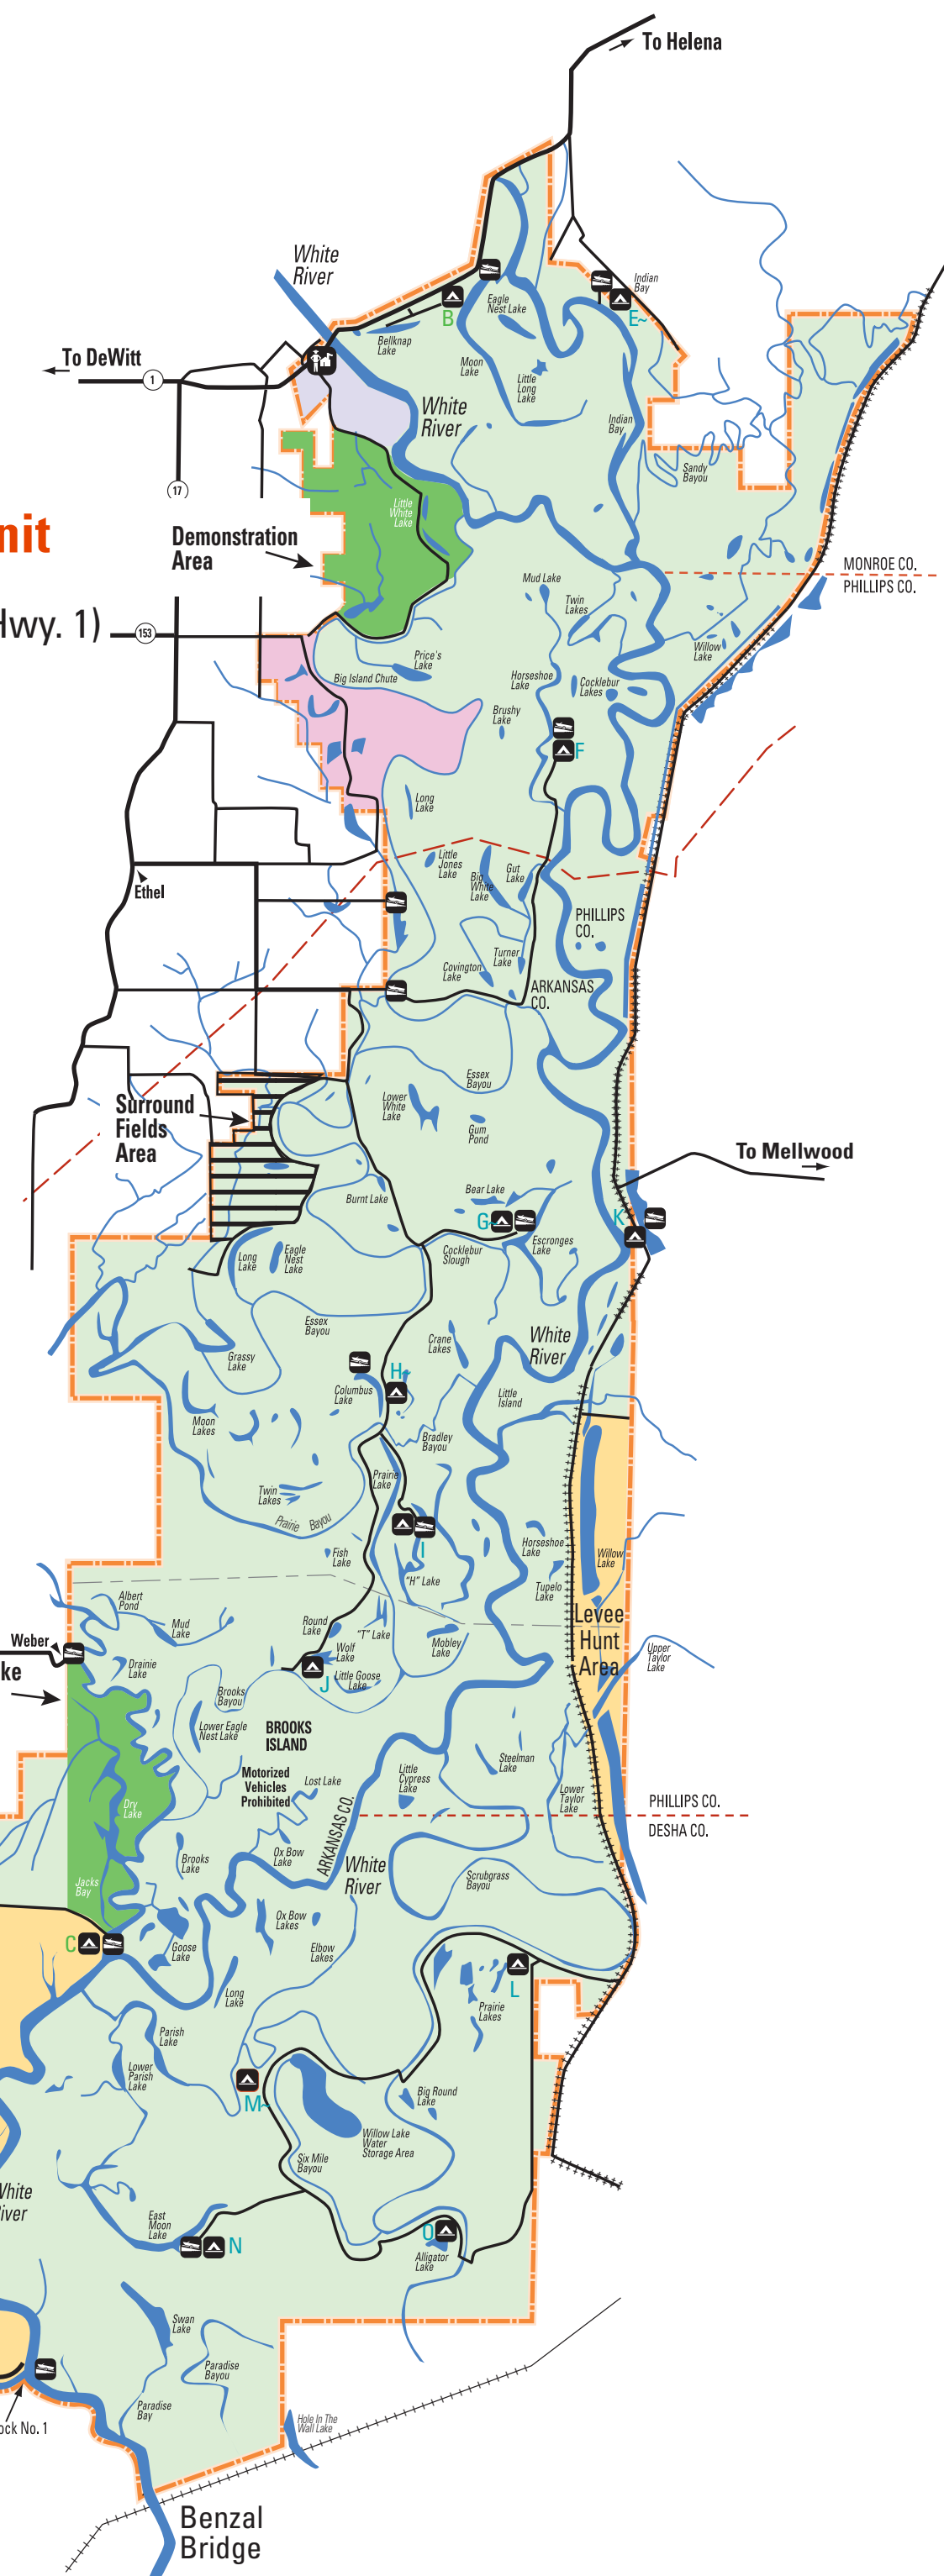 To Helena
White
River
Indian
Bay
B
Eagle
Nest Lake
E~
Bellknap
Lake
To DeWitt
1
Moon
Lake
Little
Long
Lake
White
River
Indian
Bay
Sandy
Bayou
17
Little
White
Lake
nit
Demonstration
Area
MONROE CO.
PHILLIPS CO.
Mud Lake
Twin
Lakes
Hwy. 1)
153
Willow
Lake
Price's
Lake
Big Island Chute
Horseshoe
Lake
Cocklebur
Lakes
Brushy
Lake
F
Long
Lake
Little
Jones
Lake
Big
White
Lake
Gut
Lake
Ethel
PHILLIPS
CO.
Turner
Lake
Covington
Lake
ARKANSAS
CO.
Essex
Bayou
Lower
White
Lake
Surround
Fields
Area
Gum
Pond
To Mellwood
Bear Lake
Burnt Lake
G
K
Cocklebur
Slough
Escronges
Lake
Long
Lake
Eagle
Nest
Lake
Essex
Bayou
Crane
Lakes
White
River
Grassy
Lake
H
Columbus
Lake
Little
Island
Moon
Lakes
Bradley
Bayou
Prairie
Lake
Twin
Lakes
Prairie Bayou
I
Horseshoe
Lake
Fish
Lake
Willow
Lake
"H" Lake
Tupelo
Lake
Albert
Pond
Levee
Hunt
Area
Mud
Lake
Round
Lake
"T" Lake
Weber
Wolf
Lake
Mobley
Lake
Upper
Taylor
Lake
ke
Drainie
Lake
J
Little Goose
Lake
Brooks
Bayou
Lower Eagle
Nest Lake
BROOKS
ISLAND
Motorized
Vehicles
Prohibited
Lost Lake
Little
Cypress
Lake
Steelman
Lake
Lower
Taylor
Lake
Dry
Lake
ARKANSAS CO.
PHILLIPS CO.
DESHA CO.
Brooks
Lake
Ox Bow
Lake
White
River
Scrubgrass
Bayou
Jacks
Bay
Ox Bow
Lakes
C
Goose
Lake
Elbow
Lakes
L
Long
Lake
Prairie
Lakes
Parish
Lake
Lower
Parish
Lake
M
Big Round
Lake
Willow Lake
Water
Storage Area
Six Mile
Bayou
White
River
East
Moon
Lake
N
O
Alligator
Lake
Swan
Lake
Paradise
Bayou
Paradise
Bay
Hole In The
Wall Lake
ock No. 1
Benzal
Bridge